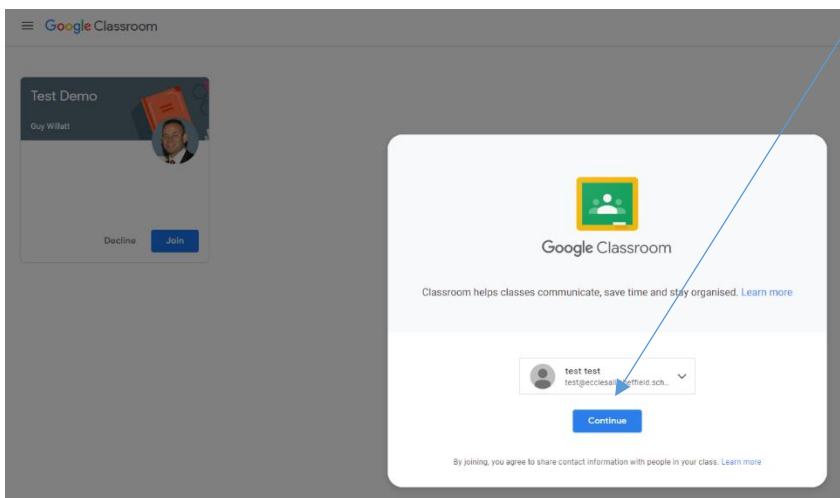 Google Classroom
Test Demo
Guy Willatt
Decline
Join
Google Classroom
Classroom helps classes communicate, save time and stay organised. Learn more
test test
Continue
By joining, you agree to share contact information with people in your class. Learn more